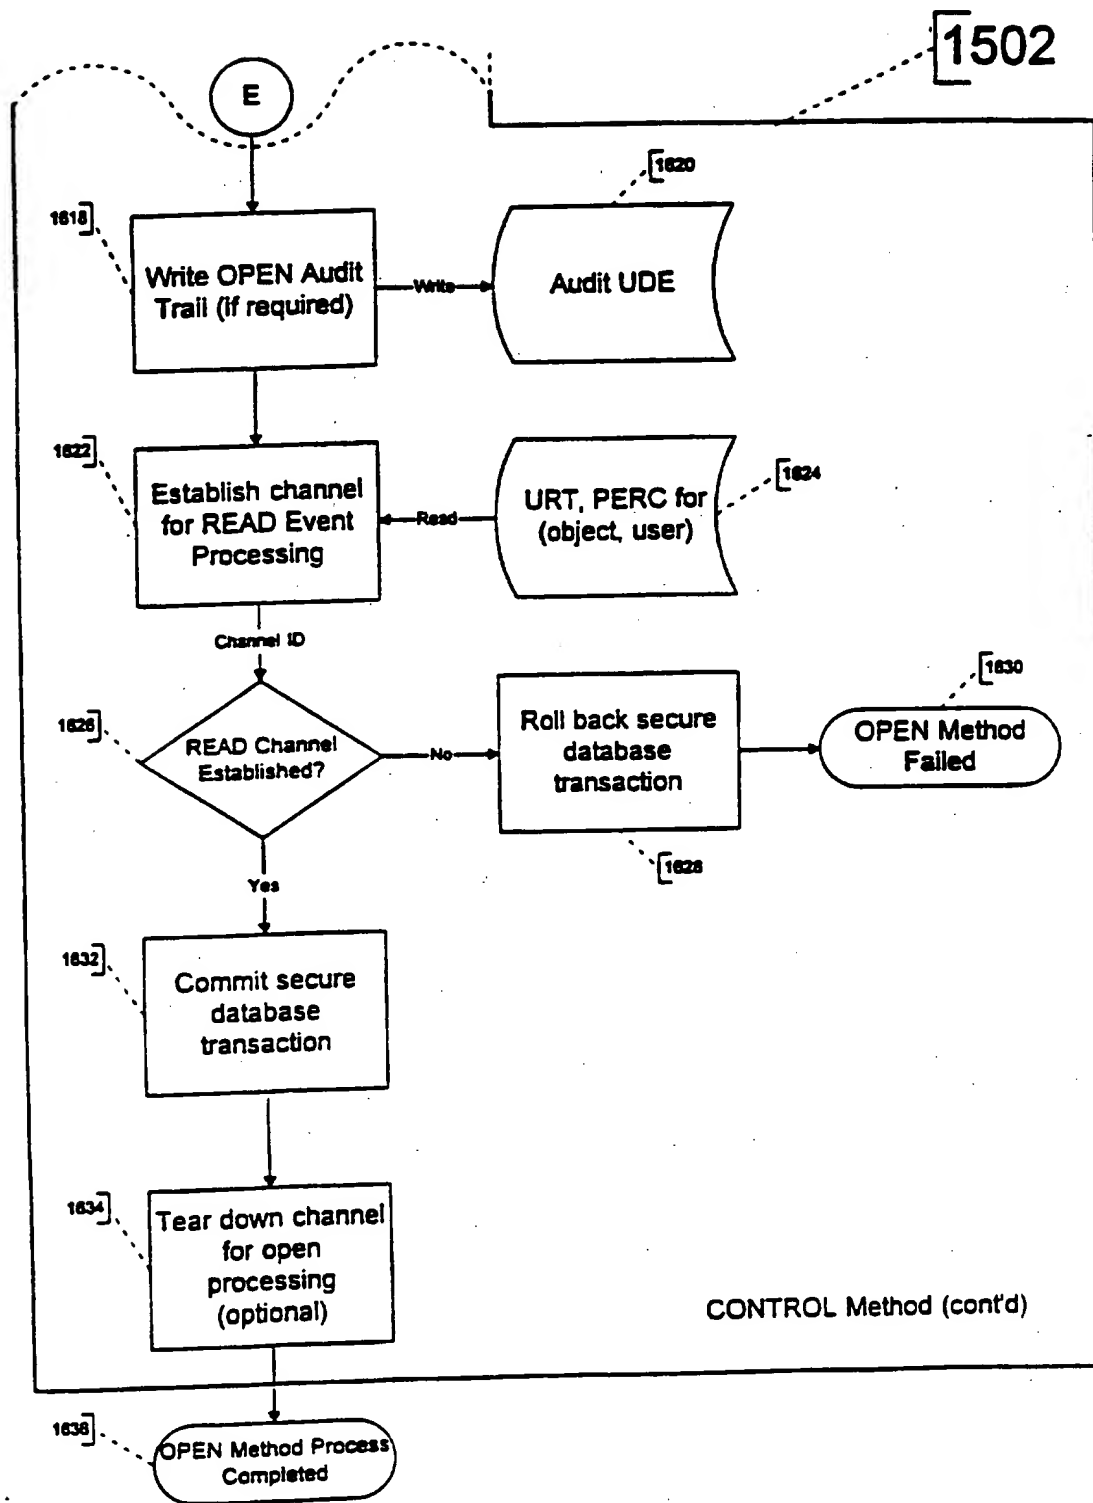 1502
E
1620
1618
Write OPEN Audit
Trail (if required)
Write
Audit UDE
1622
Establish channel
for READ Event
Processing
Read
URT, PERC for
(object, user)
1624
Channel ID
1626
READ Channel
Established?
No
Roll back secure
database
transaction
1630
OPEN Method
Failed
1628
Yes
1632
Commit secure
database
transaction
1634
Tear down channel
for open
processing
(optional)
CONTROL Method (cont'd)
1636
OPEN Method Process
Completed